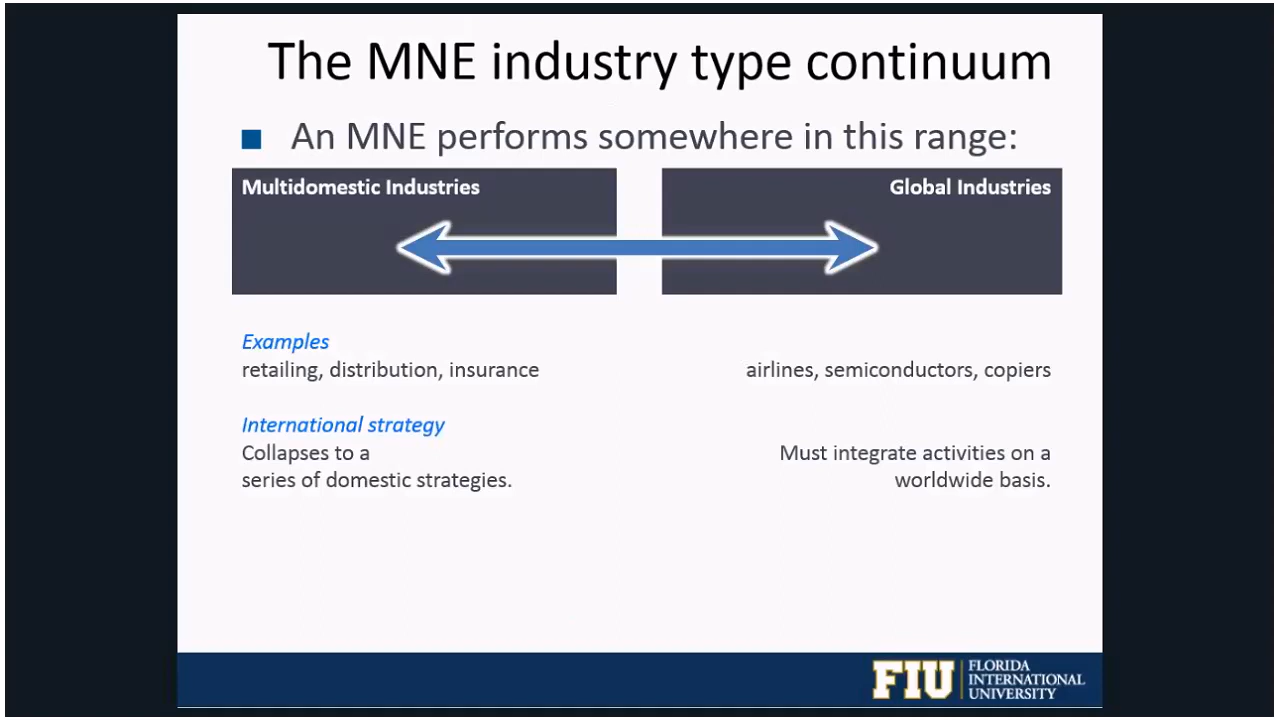 The MNE industry type continuum
An MNE performs somewhere in this range:
Multidomestic Industries
Global Industries
Examples
retailing, distribution, insurance
airlines, semiconductors, copiers
International strategy
Collapses to a
series of domestic strategies.
Must integrate activities on a
worldwide basis.
FIU
FLORIDA
INTERNATIONAL
UNIVERSITY